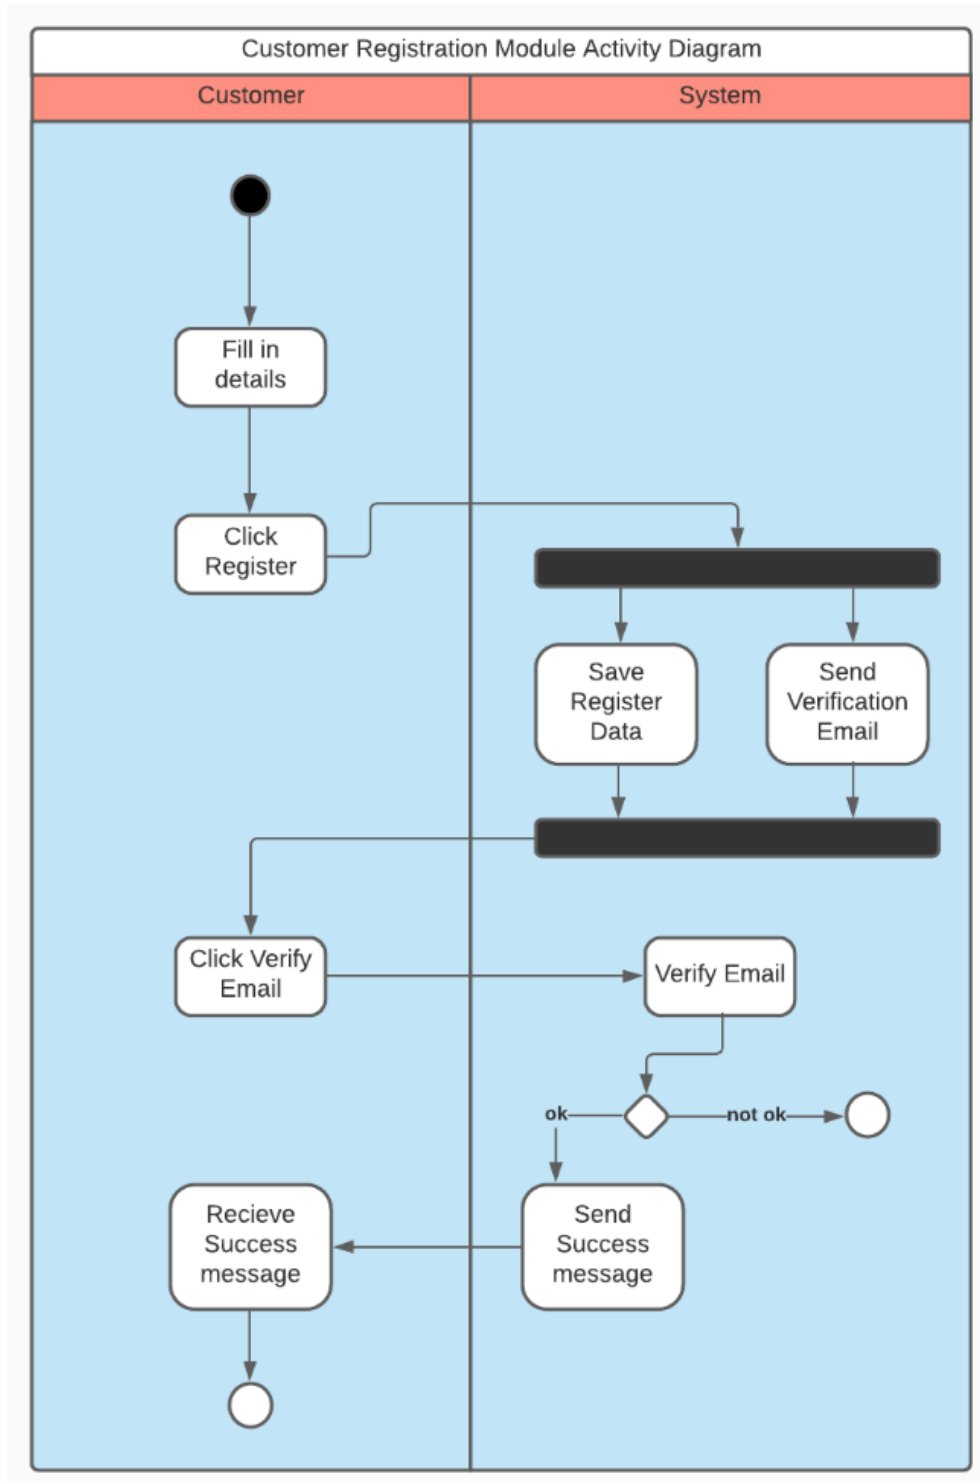 Customer Registration Module Activity Diagram
Customer
System
Fill in
details
Click
Register
Save
Register
Data
Send
Verification
Email
Click Verify
Email
Verify Email
ok
not ok
Recieve
Success
message
Send
Success
message